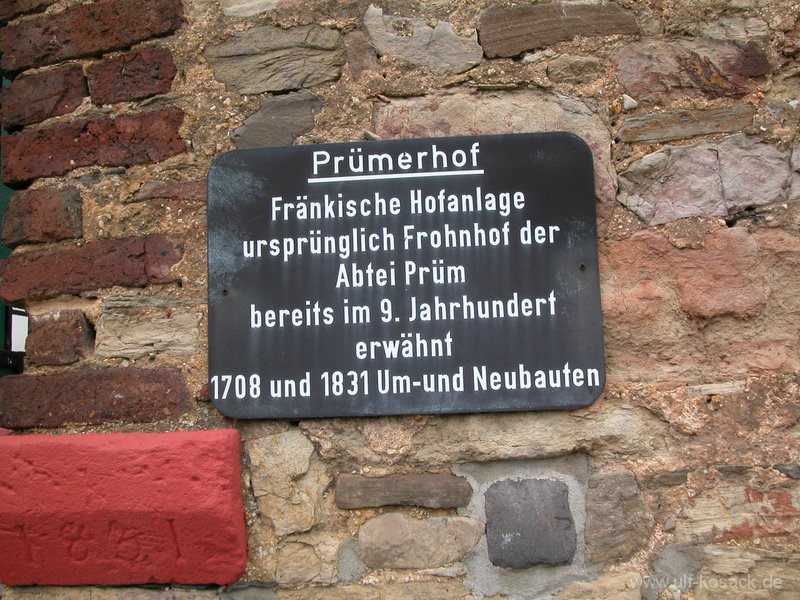 Prümerhof
Fränkische Hofanlage
ursprünglich Frohnhof der
Abtei Prüm
bereits im 9. Jahrhundert
erwähnt
1708 und 1831 Um-und Neubauten
www.ulf-kosack.de